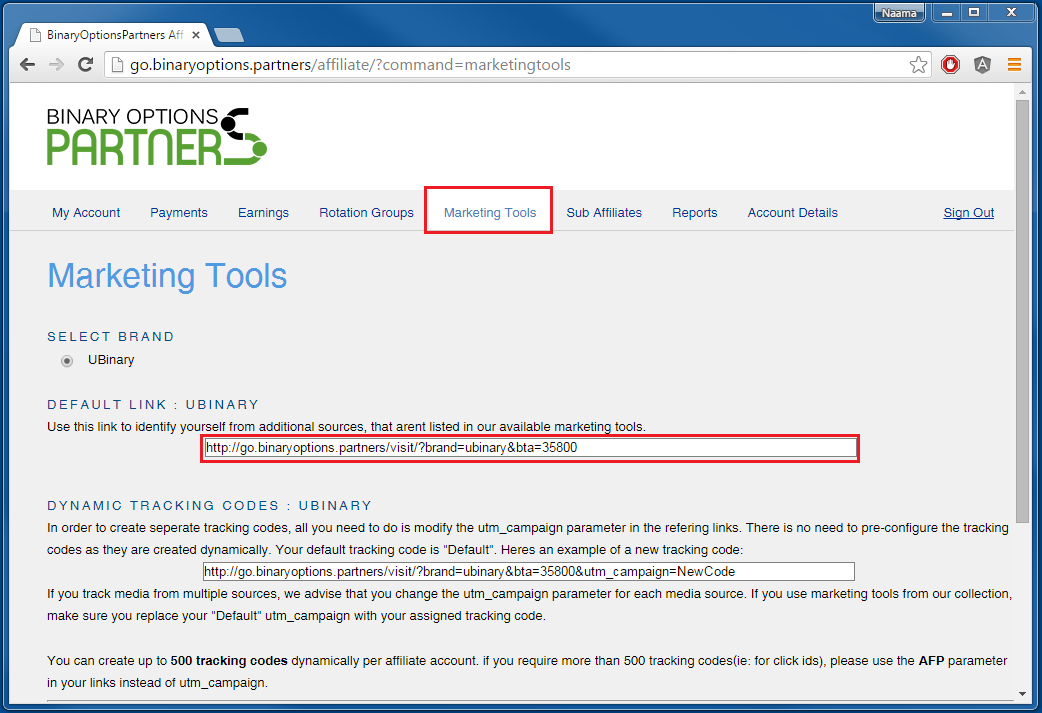 Naama
BinaryOptionsPartners Aff
go.binaryoptions.partners/affiliate/?command=marketingtools
BINARY OPTIONS
PARTNERS
My Account Payments Earnings Rotation Groups Marketing Tools Sub Affiliates Reports Account Details Sign Out
Marketing Tools
SELECT BRAND
UBinary
DEFAULT LINK : UBINARY
Use this link to identify yourself from additional sources, that arent listed in our available marketing tools.
http://go.binaryoptions.partners/visit/?brand=ubinary&bta=35800
DYNAMIC TRACKING CODES : UBINARY
In order to create seperate tracking codes, all you need to do is modify the utm_campaign parameter in the refering links. There is no need to pre-configure the tracking
codes as they are created dynamically. Your default tracking code is "Default". Heres an example of a new tracking code:
http://go.binaryoptions.partners/visit/?brand=ubinary&bta=35800&utm_campaign=NewCode
If you track media from multiple sources, we advise that you change the utm_campaign parameter for each media source. If you use marketing tools from our collection,
make sure you replace your "Default" utm_campaign with your assigned tracking code.
You can create up to 500 tracking codes dynamically per affiliate account. if you require more than 500 tracking codes(ie: for click ids), please use the AFP parameter
in your links instead of utm_campaign.